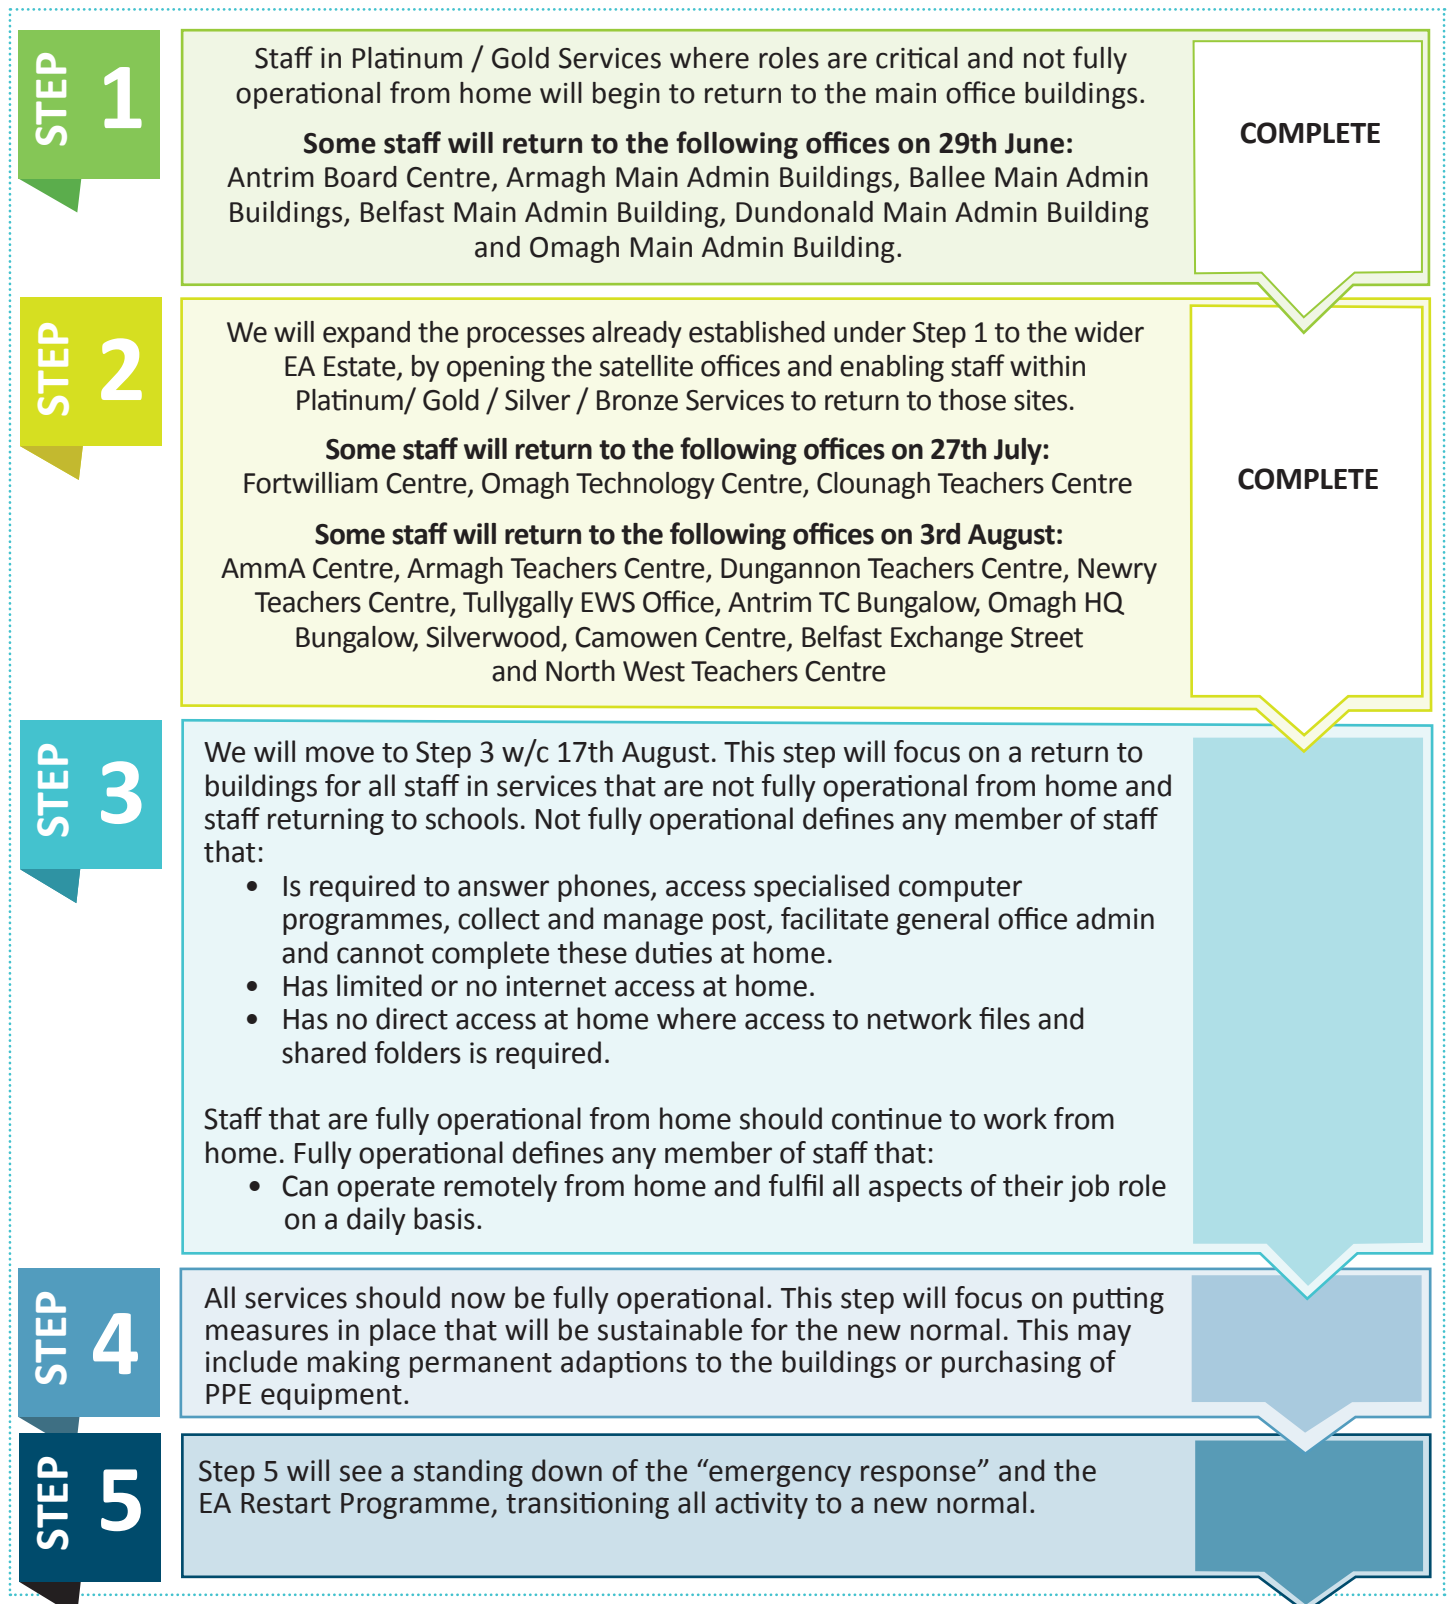 STEP 1
Staff in Platinum / Gold Services where roles are critical and not fully
operational from home will begin to return to the main office buildings.
Some staff will return to the following offices on 29th June:
Antrim Board Centre, Armagh Main Admin Buildings, Ballee Main Admin
Buildings, Belfast Main Admin Building, Dundonald Main Admin Building
and Omagh Main Admin Building.
COMPLETE
STEP 2
We will expand the processes already established under Step 1 to the wider
EA Estate, by opening the satellite offices and enabling staff within
Platinum/ Gold / Silver / Bronze Services to return to those sites.
Some staff will return to the following offices on 27th July:
Fortwilliam Centre, Omagh Technology Centre, Clounagh Teachers Centre
Some staff will return to the following offices on 3rd August:
AmmA Centre, Armagh Teachers Centre, Dungannon Teachers Centre, Newry
Teachers Centre, Tullygally EWS Office, Antrim TC Bungalow, Omagh HQ
Bungalow, Silverwood, Camowen Centre, Belfast Exchange Street
and North West Teachers Centre
COMPLETE
STEP 3
We will move to Step 3 w/c 17th August. This step will focus on a return to
buildings for all staff in services that are not fully operational from home and
staff returning to schools. Not fully operational defines any member of staff
that:
• Is required to answer phones, access specialised computer
programmes, collect and manage post, facilitate general office admin
and cannot complete these duties at home.
• Has limited or no internet access at home.
• Has no direct access at home where access to network files and
shared folders is required.
Staff that are fully operational from home should continue to work from
home. Fully operational defines any member of staff that:
• Can operate remotely from home and fulfil all aspects of their job role
on a daily basis.
STEP 4
All services should now be fully operational. This step will focus on putting
measures in place that will be sustainable for the new normal. This may
include making permanent adaptions to the buildings or purchasing of
PPE equipment.
STEP 5
Step 5 will see a standing down of the “emergency response” and the
EA Restart Programme, transitioning all activity to a new normal.